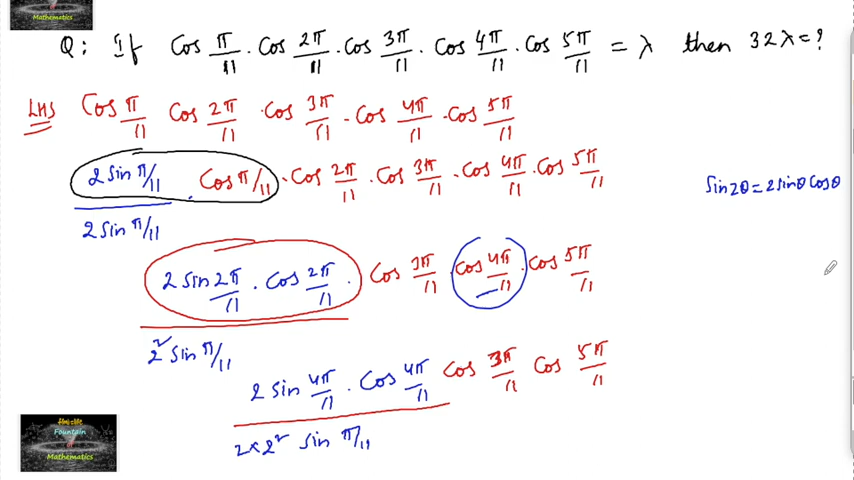 Mathematics
Q: If Cos π/11 . Cos 2π/11 . Cos 3π/11 . Cos 4π/11 . Cos 5π/11 = λ then 32λ = ?
LHS Cos π/11 Cos 2π/11 . Cos 3π/11 . Cos 4π/11 . Cos 5π/11
2 Sin π/11 . Cos π/11 . Cos 2π/11 . Cos 3π/11 . Cos 4π/11 . Cos 5π/11
2 Sin π/11
Sin2θ = 2sinθ Cosθ
2 Sin 2π/11 . Cos 2π/11 . Cos 3π/11 Cos 4π/11 . Cos 5π/11
2² Sin π/11
2 Sin 4π/11 . Cos 4π/11 Cos 3π/11 Cos 5π/11
2×2² Sin π/11
Fountain
Mathematics